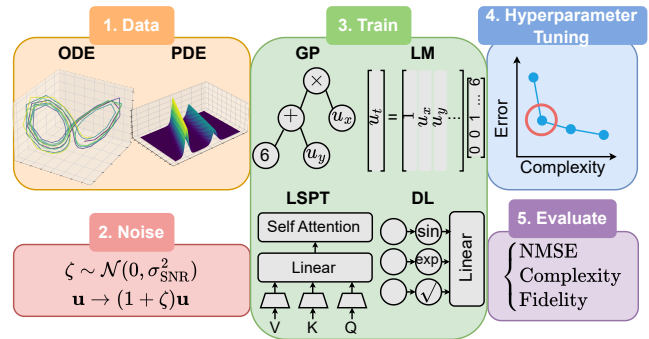 1. Data
ODE
PDE
2. Noise
ζ ∼ 𝒩(0, σ²_SNR)
𝐮 → (1 + ζ)𝐮
3. Train
GP
×
+
u_x
6
u_y
LM
u_t = 1 u_x u_y ⋯ 0 0 1 ... 6
LSPT
Self Attention
Linear
V K Q
DL
sin
exp
√
Linear
4. Hyperparameter
Tuning
Error
Complexity
5. Evaluate
NMSE
Complexity
Fidelity